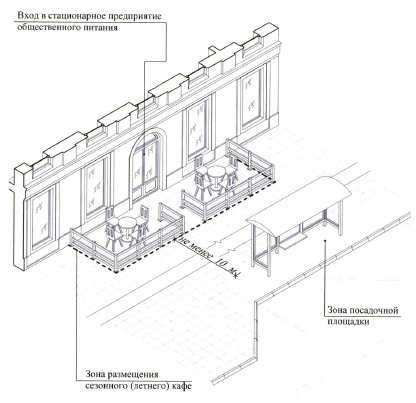 Вход в стационарное предприятие
общественного питания
не менее 10 м
Зона посадочной
площадки
Зона размещения
сезонного (летнего) кафе